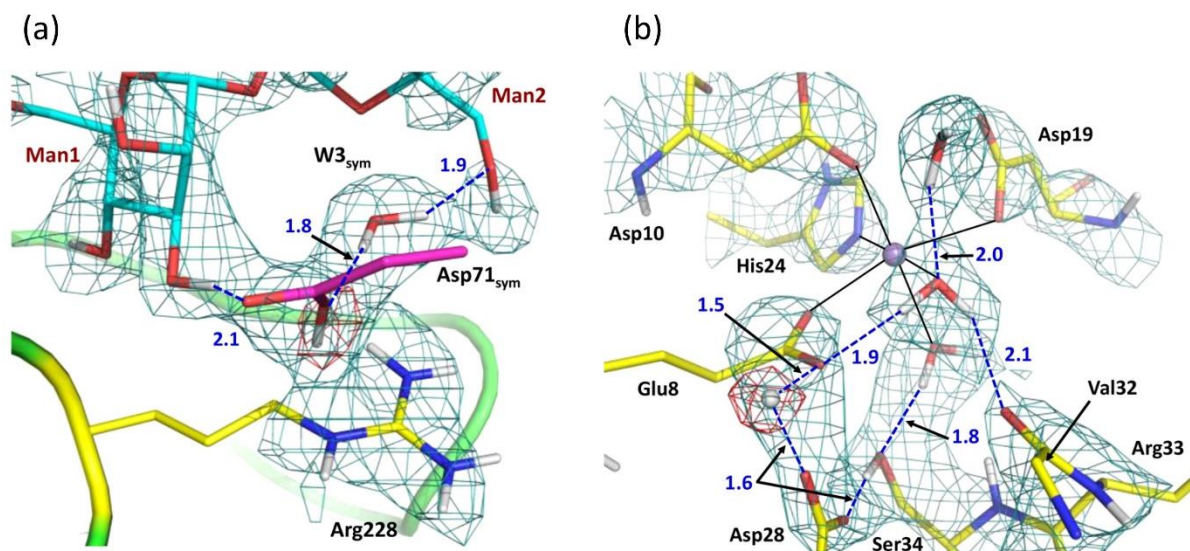 (a)
(b)
Man2
Man1
W3sym
1.9
1.8
Asp71sym
2.1
Arg228
Asp19
Asp10
His24
2.0
1.5
1.9
2.1
Glu8
Val32
1.8
Arg33
1.6
Asp28
Ser34